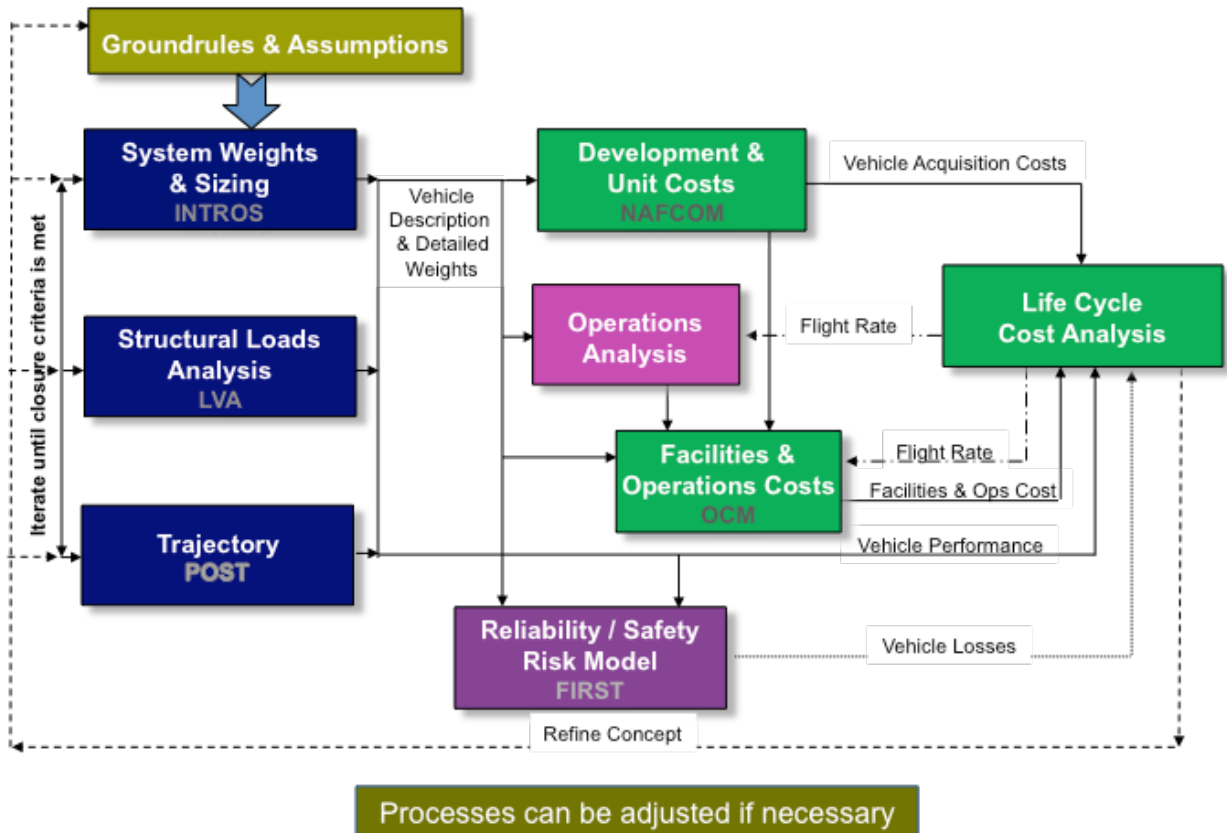 Groundrules & Assumptions
System Weights
& Sizing
INTROS
Development &
Unit Costs
NAFCOM
Vehicle Acquisition Costs
Vehicle
Description
& Detailed
Weights
Iterate until closure criteria is met
Structural Loads
Analysis
LVA
Operations
Analysis
Flight Rate
Life Cycle
Cost Analysis
Facilities &
Operations Costs
OCM
Flight Rate
Facilities & Ops Cost
Trajectory
POST
Vehicle Performance
Reliability / Safety
Risk Model
FIRST
Vehicle Losses
Refine Concept
Processes can be adjusted if necessary